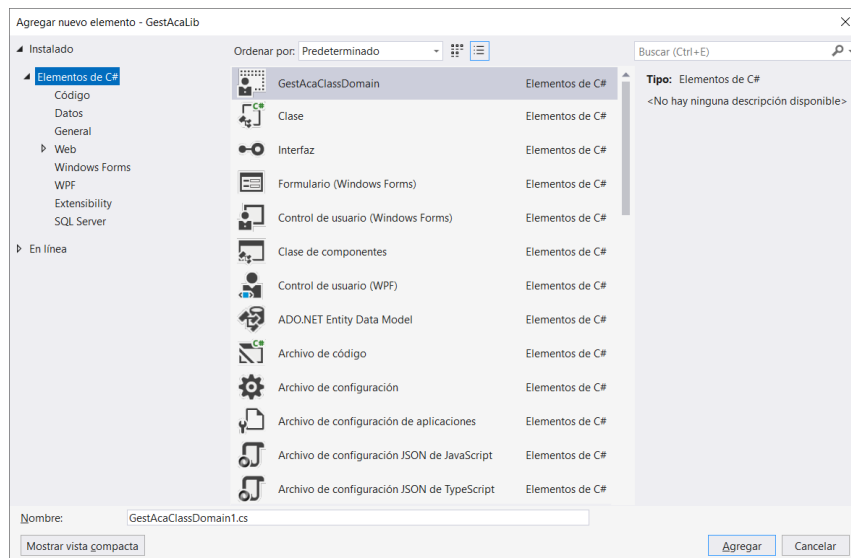 Agregar nuevo elemento - GestAcaLib
Instalado
Ordenar por: Predeterminado
Buscar (Ctrl+E)
Elementos de C#
Código
Datos
General
Web
Windows Forms
WPF
Extensibility
SQL Server
En línea
GestAcaClassDomain Elementos de C#
Clase Elementos de C#
Interfaz Elementos de C#
Formulario (Windows Forms) Elementos de C#
Control de usuario (Windows Forms) Elementos de C#
Clase de componentes Elementos de C#
Control de usuario (WPF) Elementos de C#
ADO.NET Entity Data Model Elementos de C#
Archivo de código Elementos de C#
Archivo de configuración Elementos de C#
Archivo de configuración de aplicaciones Elementos de C#
Archivo de configuración JSON de JavaScript Elementos de C#
Archivo de configuración JSON de TypeScript Elementos de C#
Tipo: Elementos de C#
<No hay ninguna descripción disponible>
Nombre: GestAcaClassDomain1.cs
Mostrar vista compacta
Agregar
Cancelar